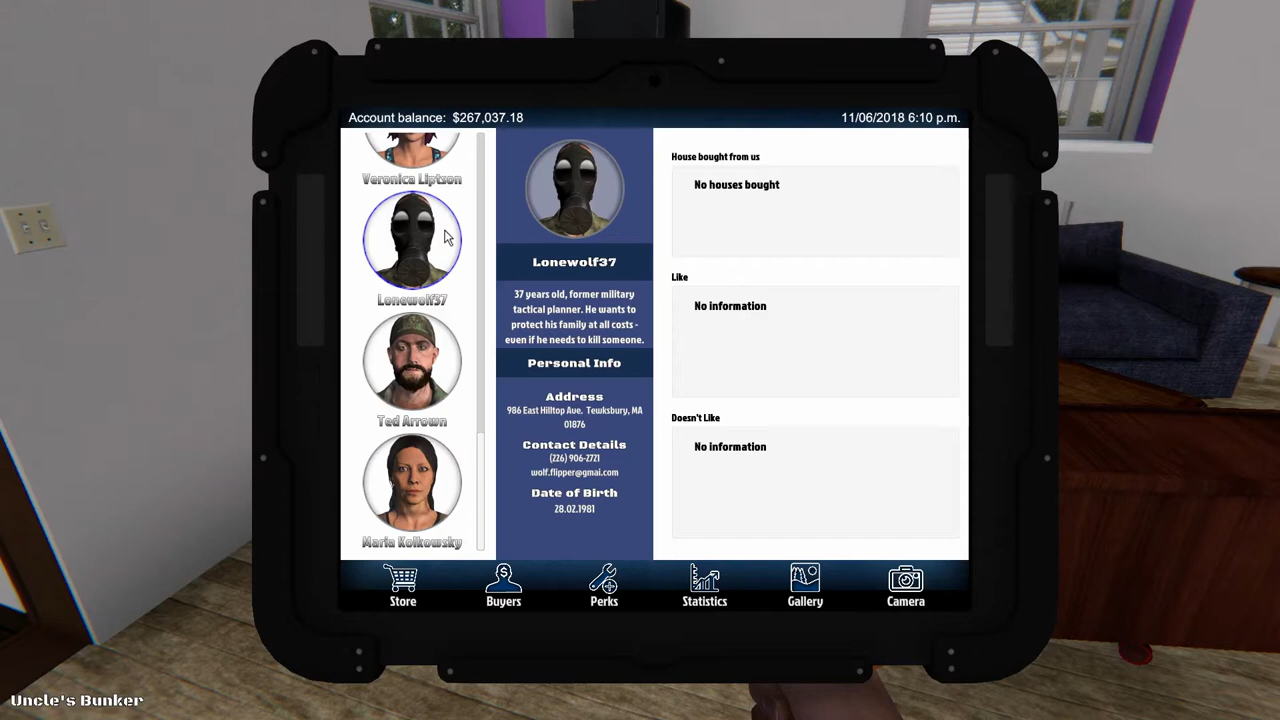 Account balance: $267,037.18
11/06/2018 6:10 p.m.
Veronica Liptson
Lonewolf37
Ted Arrown
Maria Kolkowsky
Lonewolf37
37 years old, former military
tactical planner. He wants to
protect his family at all costs -
even if he needs to kill someone.
Personal Info
Address
986 East Hilltop Ave. Tewksbury, MA
01876
Contact Details
(226) 906-2721
wolf.flipper@gmai.com
Date of Birth
28.02.1981
House bought from us
No houses bought
Like
No information
Doesn't Like
No information
Store
Buyers
Perks
Statistics
Gallery
Camera
Uncle's Bunker